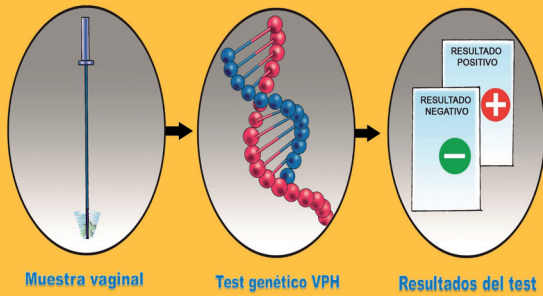 RESULTADO
POSITIVO
RESULTADO
NEGATIVO
Muestra vaginal
Test genético VPH
Resultados del test